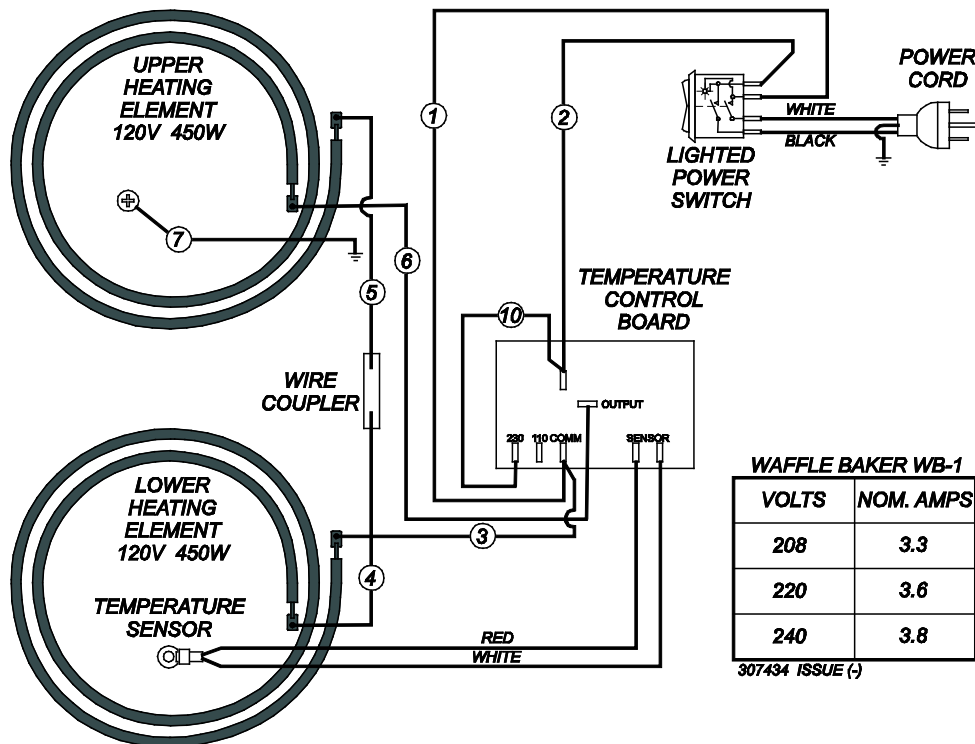 UPPER
HEATING
ELEMENT
120V 450W
7
1
2
6
5
10
3
4
POWER
CORD
WHITE
BLACK
LIGHTED
POWER
SWITCH
TEMPERATURE
CONTROL
BOARD
OUTPUT
230 110 COMM SENSOR
WIRE
COUPLER
LOWER
HEATING
ELEMENT
120V 450W
TEMPERATURE
SENSOR
RED
WHITE
WAFFLE BAKER WB-1
VOLTS NOM. AMPS
208 3.3
220 3.6
240 3.8
307434 ISSUE (-)